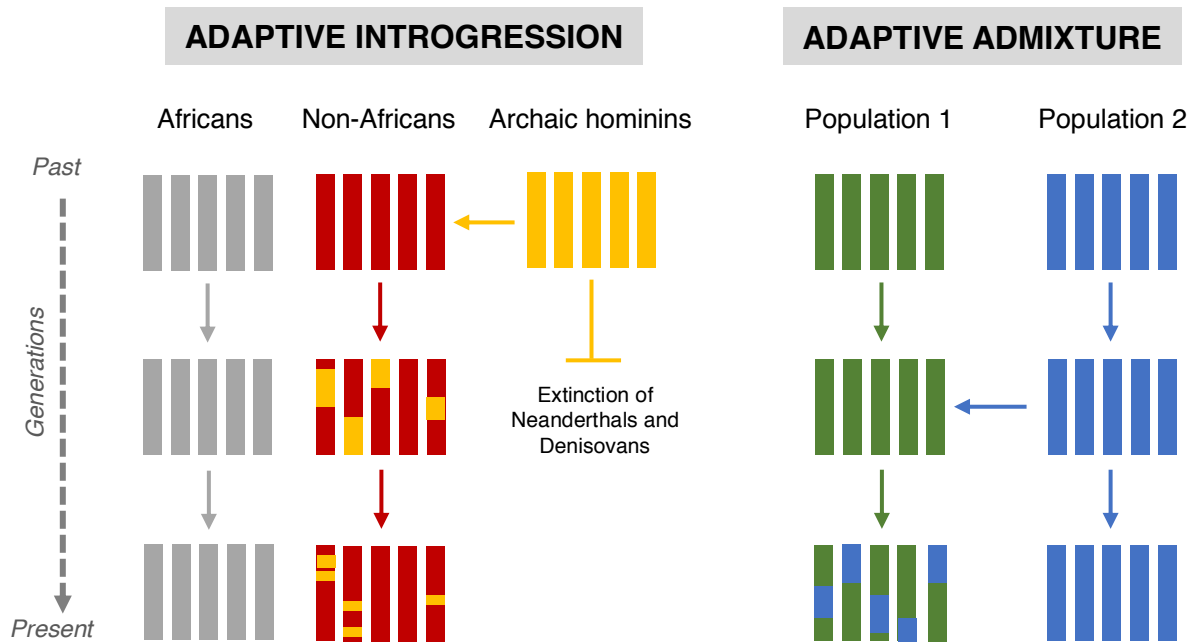 ADAPTIVE INTROGRESSION
ADAPTIVE ADMIXTURE
Africans
Non-Africans
Archaic hominins
Population 1
Population 2
Past
Generations
Present
Extinction of
Neanderthals and
Denisovans